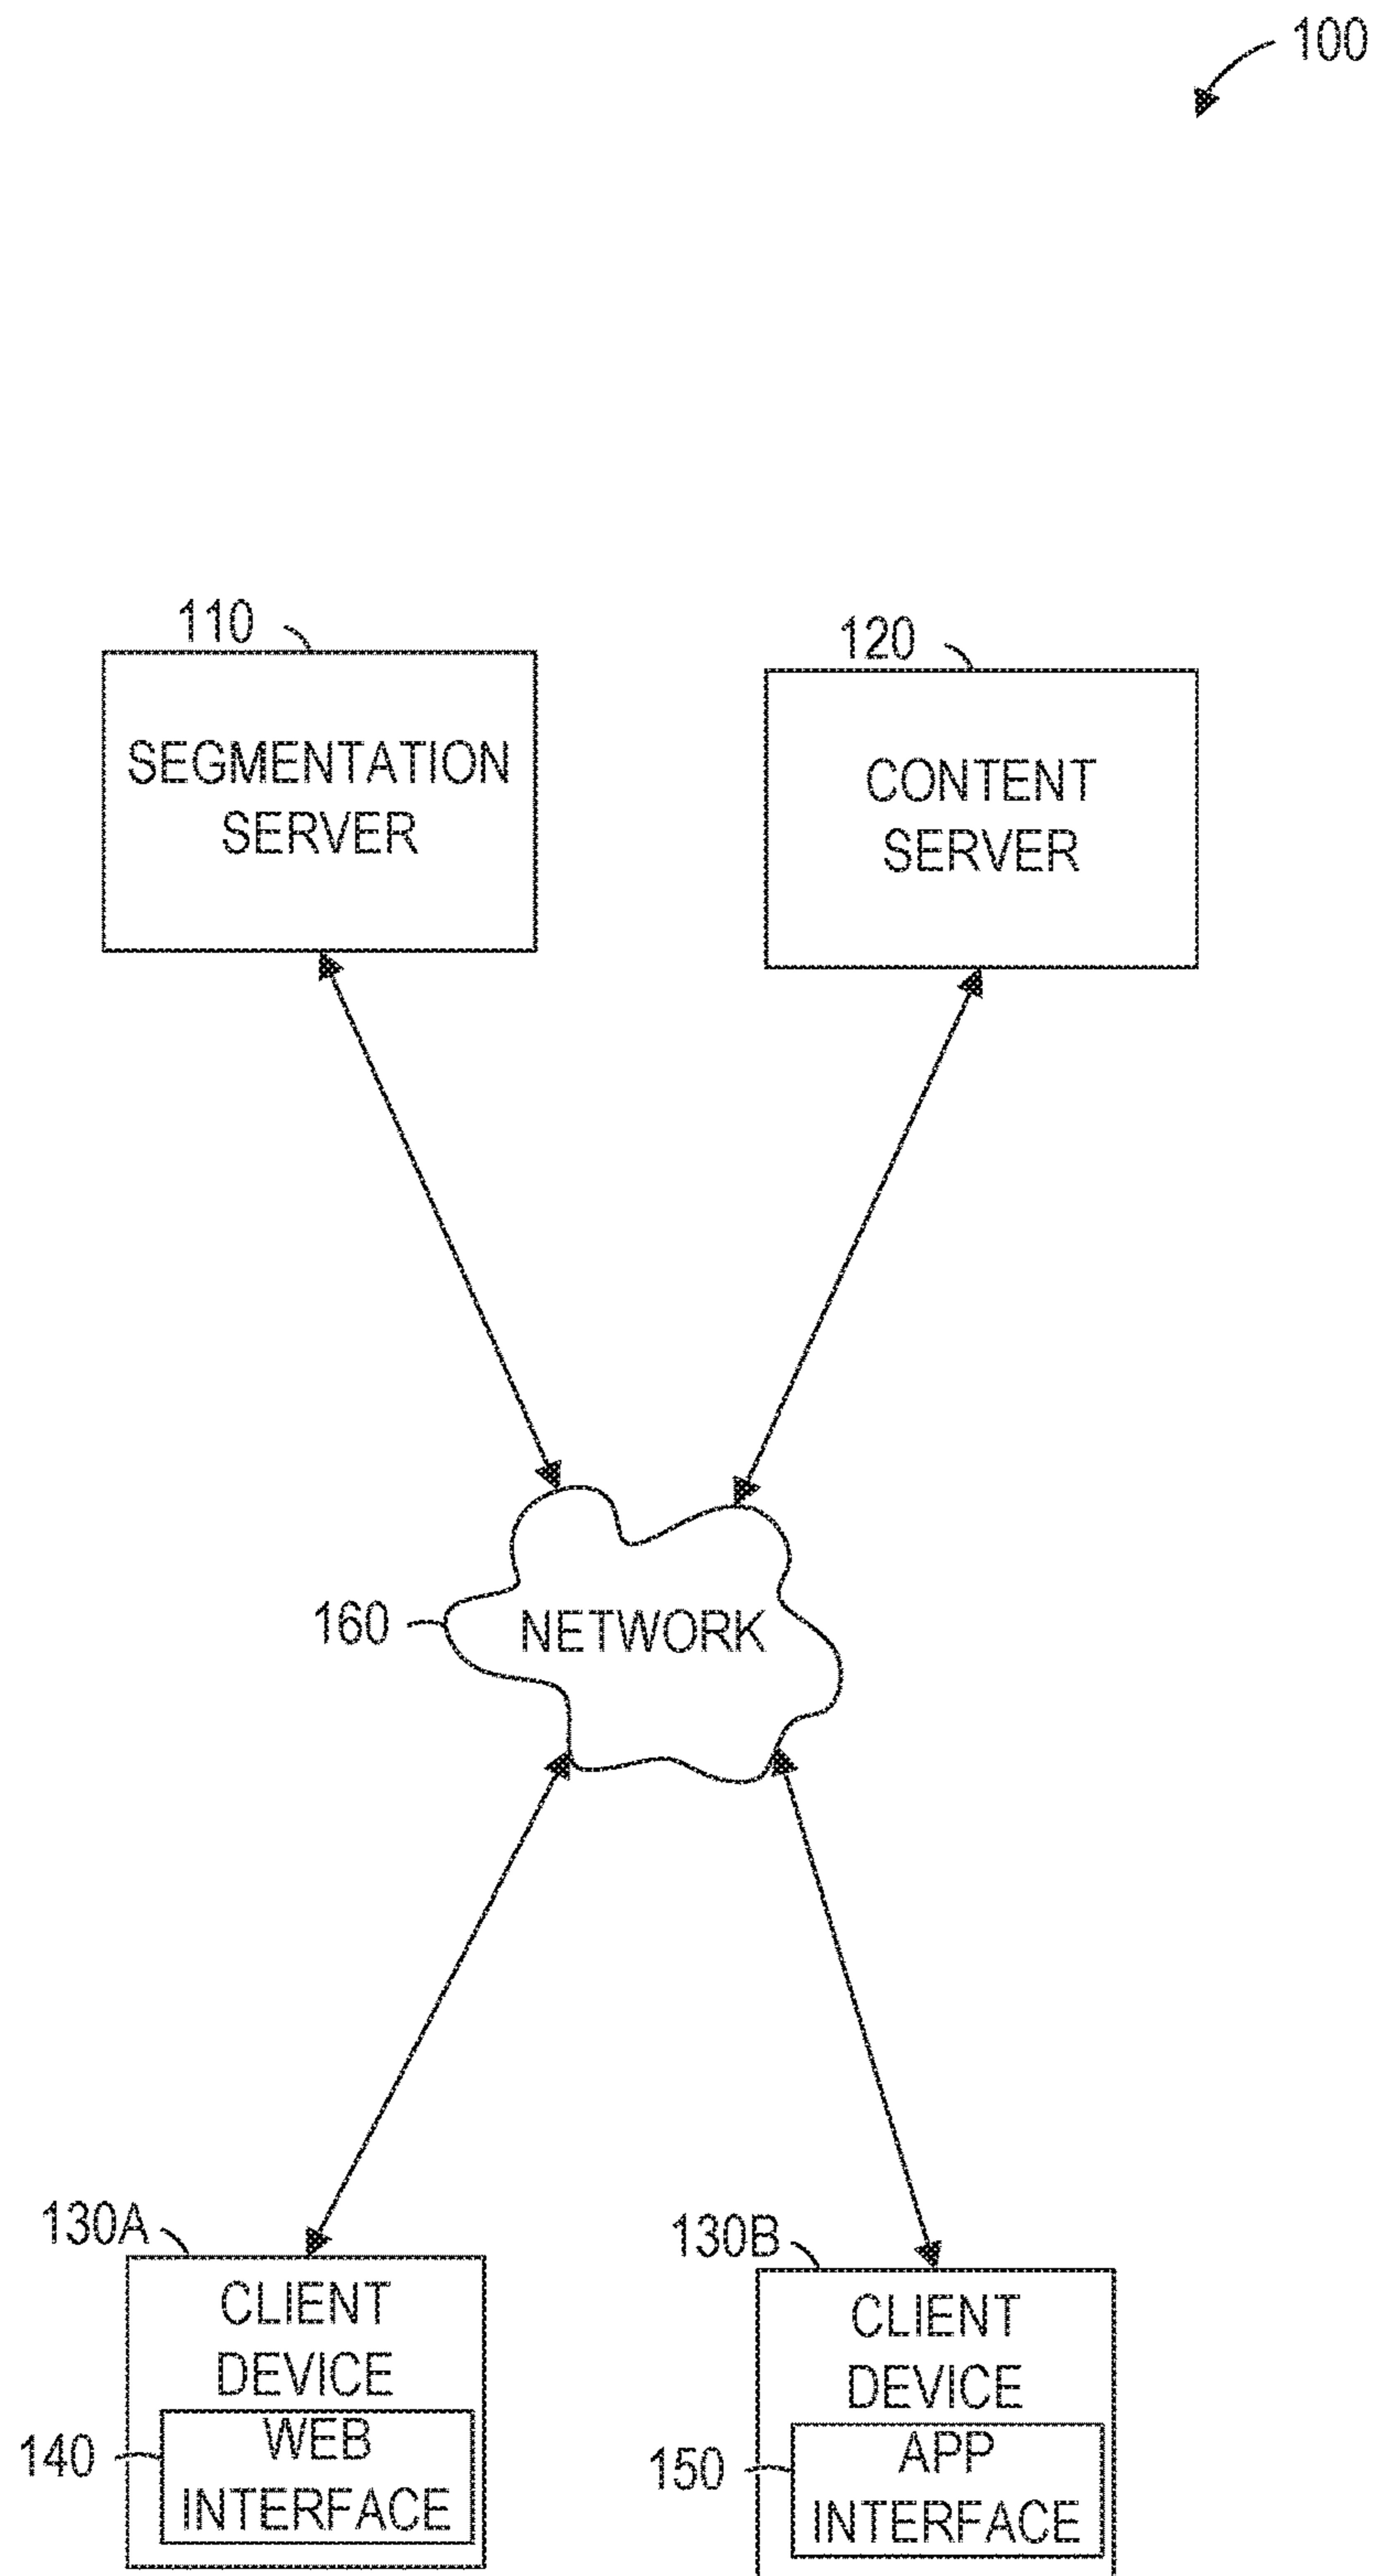 100
110
SEGMENTATION
SERVER
120
CONTENT
SERVER
160
NETWORK
130A
CLIENT
DEVICE
140
WEB
INTERFACE
130B
CLIENT
DEVICE
150
APP
INTERFACE